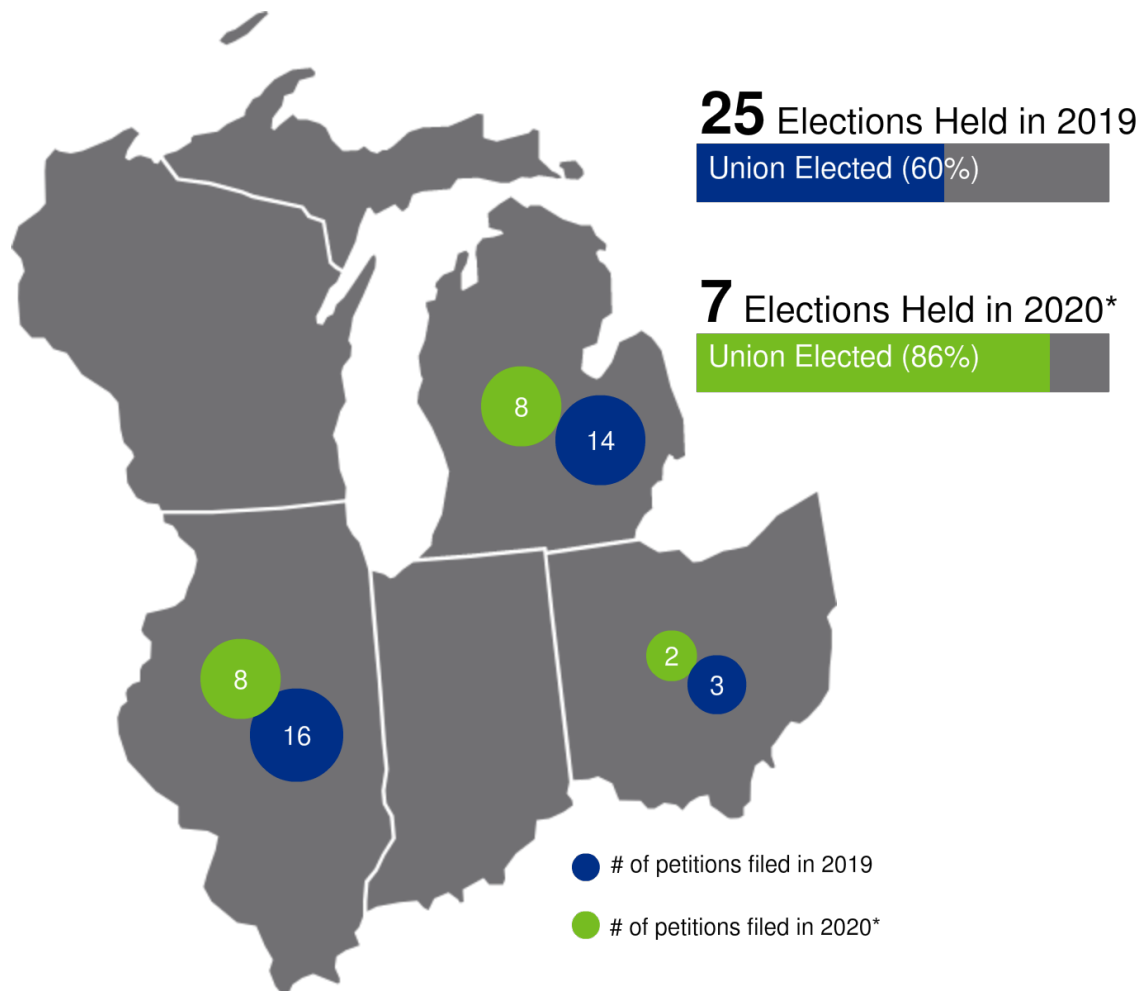 25 Elections Held in 2019
Union Elected (60%)
7 Elections Held in 2020*
Union Elected (86%)
8
14
2
3
8
16
# of petitions filed in 2019
# of petitions filed in 2020*